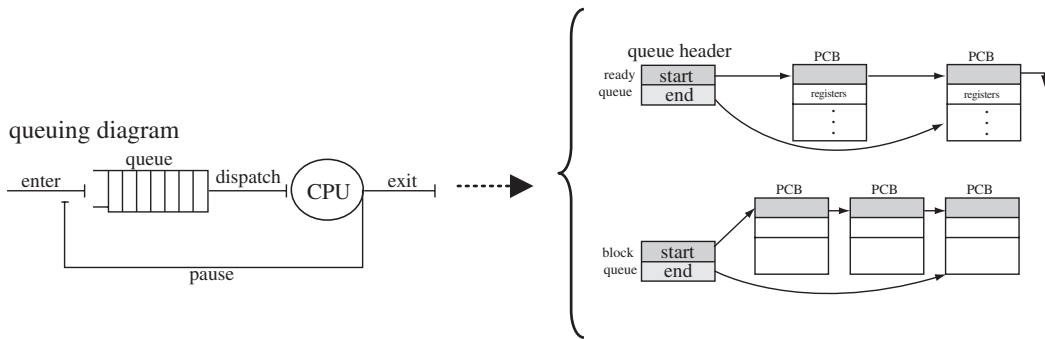 queuing diagram
queue
enter
dispatch
CPU
exit
pause
queue header
PCB
PCB
ready
queue
start
end
registers
registers
PCB
PCB
PCB
block
queue
start
end